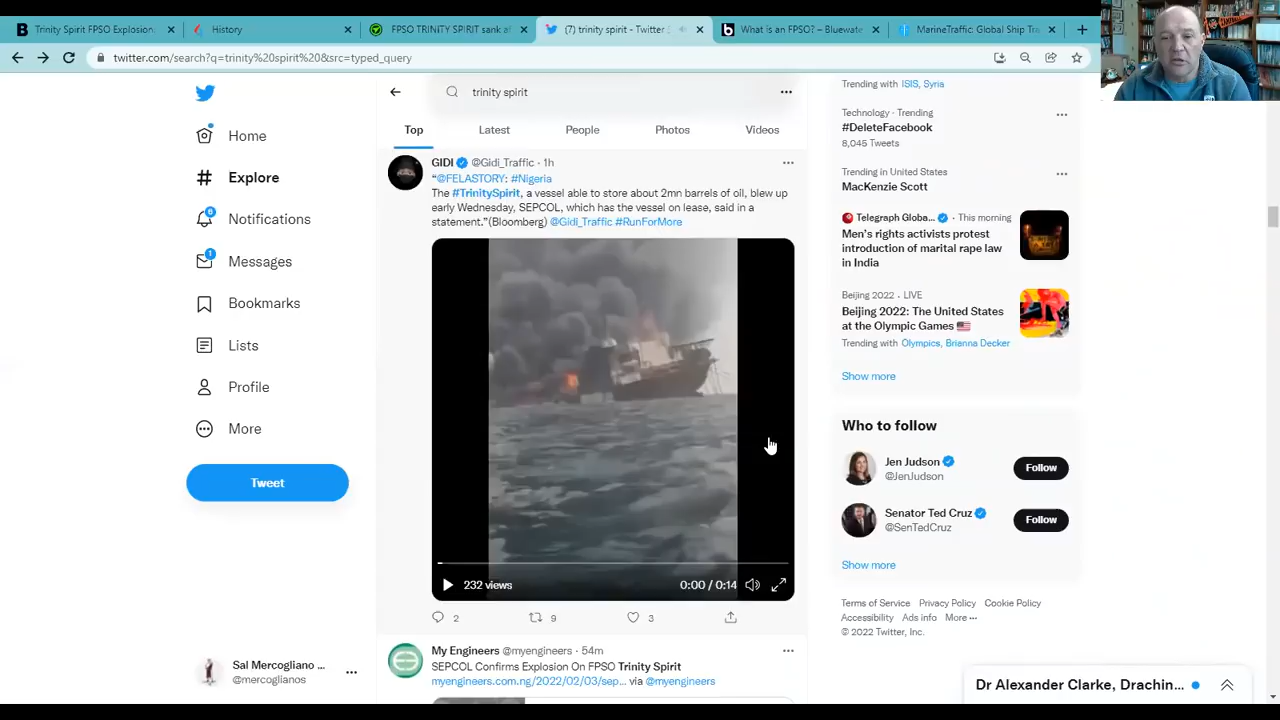 Trinity Spirit FPSO Explosion
History
FPSO TRINITY SPIRIT sank af
(7) trinity spirit - Twitter S
What is an FPSO? – Bluewate
MarineTraffic: Global Ship Tra
twitter.com/search?q=trinity%20spirit%20&src=typed_query
trinity spirit
Top
Latest
People
Photos
Videos
Home
Explore
Notifications
6
Messages
1
Bookmarks
Lists
Profile
More
Tweet
Sal Mercogliano ...
@mercoglianos
GIDI @Gidi_Traffic · 1h
“@FELASTORY: #Nigeria
The #TrinitySpirit, a vessel able to store about 2mn barrels of oil, blew up
early Wednesday, SEPCOL, which has the vessel on lease, said in a
statement.”(Bloomberg) @Gidi_Traffic #RunForMore
232 views
0:00 / 0:14
2
9
3
My Engineers @myengineers · 54m
SEPCOL Confirms Explosion On FPSO Trinity Spirit
myengineers.com.ng/2022/02/03/sep... via @myengineers
Trending with ISIS, Syria
Technology · Trending
#DeleteFacebook
8,045 Tweets
Trending in United States
MacKenzie Scott
Telegraph Globa... · This morning
Men's rights activists protest
introduction of marital rape law
in India
Beijing 2022 · LIVE
Beijing 2022: The United States
at the Olympic Games
Trending with Olympics, Brianna Decker
Show more
Who to follow
Jen Judson
@JenJudson
Follow
Senator Ted Cruz
@SenTedCruz
Follow
Show more
Terms of Service Privacy Policy Cookie Policy
Accessibility Ads info More ···
© 2022 Twitter, Inc.
Dr Alexander Clarke, Drachin...